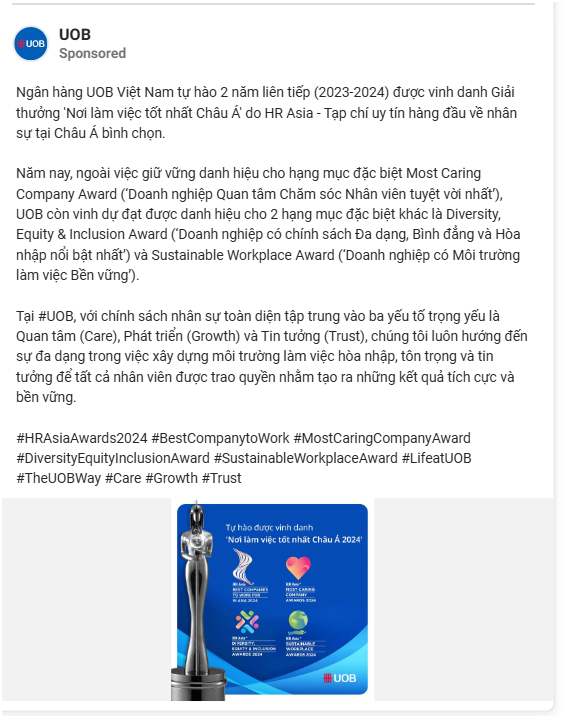 UOB
UOB
Sponsored
Ngân hàng UOB Việt Nam tự hào 2 năm liên tiếp (2023-2024) được vinh danh Giải
thưởng 'Nơi làm việc tốt nhất Châu Á' do HR Asia - Tạp chí uy tín hàng đầu về nhân
sự tại Châu Á bình chọn.
Năm nay, ngoài việc giữ vững danh hiệu cho hạng mục đặc biệt Most Caring
Company Award (‘Doanh nghiệp Quan tâm Chăm sóc Nhân viên tuyệt vời nhất’),
UOB còn vinh dự đạt được danh hiệu cho 2 hạng mục đặc biệt khác là Diversity,
Equity & Inclusion Award (‘Doanh nghiệp có chính sách Đa dạng, Bình đẳng và Hòa
nhập nổi bật nhất’) và Sustainable Workplace Award (‘Doanh nghiệp có Môi trường
làm việc Bền vững’).
Tại #UOB, với chính sách nhân sự toàn diện tập trung vào ba yếu tố trọng yếu là
Quan tâm (Care), Phát triển (Growth) và Tin tưởng (Trust), chúng tôi luôn hướng đến
sự đa dạng trong việc xây dựng môi trường làm việc hòa nhập, tôn trọng và tin
tưởng để tất cả nhân viên được trao quyền nhằm tạo ra những kết quả tích cực và
bền vững.
#HRAsiaAwards2024 #BestCompanytoWork #MostCaringCompanyAward
#DiversityEquityInclusionAward #SustainableWorkplaceAward #LifeatUOB
#TheUOBWay #Care #Growth #Trust
Tự hào được vinh danh
'Nơi làm việc tốt nhất Châu Á 2024'
HR Asia
BEST COMPANIES
TO WORK FOR
IN ASIA 2024
HR Asia
MOST CARING
COMPANY
AWARDS 2024
HR Asia
DIVERSITY,
EQUITY & INCLUSION
AWARDS 2024
HR Asia
SUSTAINABLE
WORKPLACE
AWARDS 2024
UOB